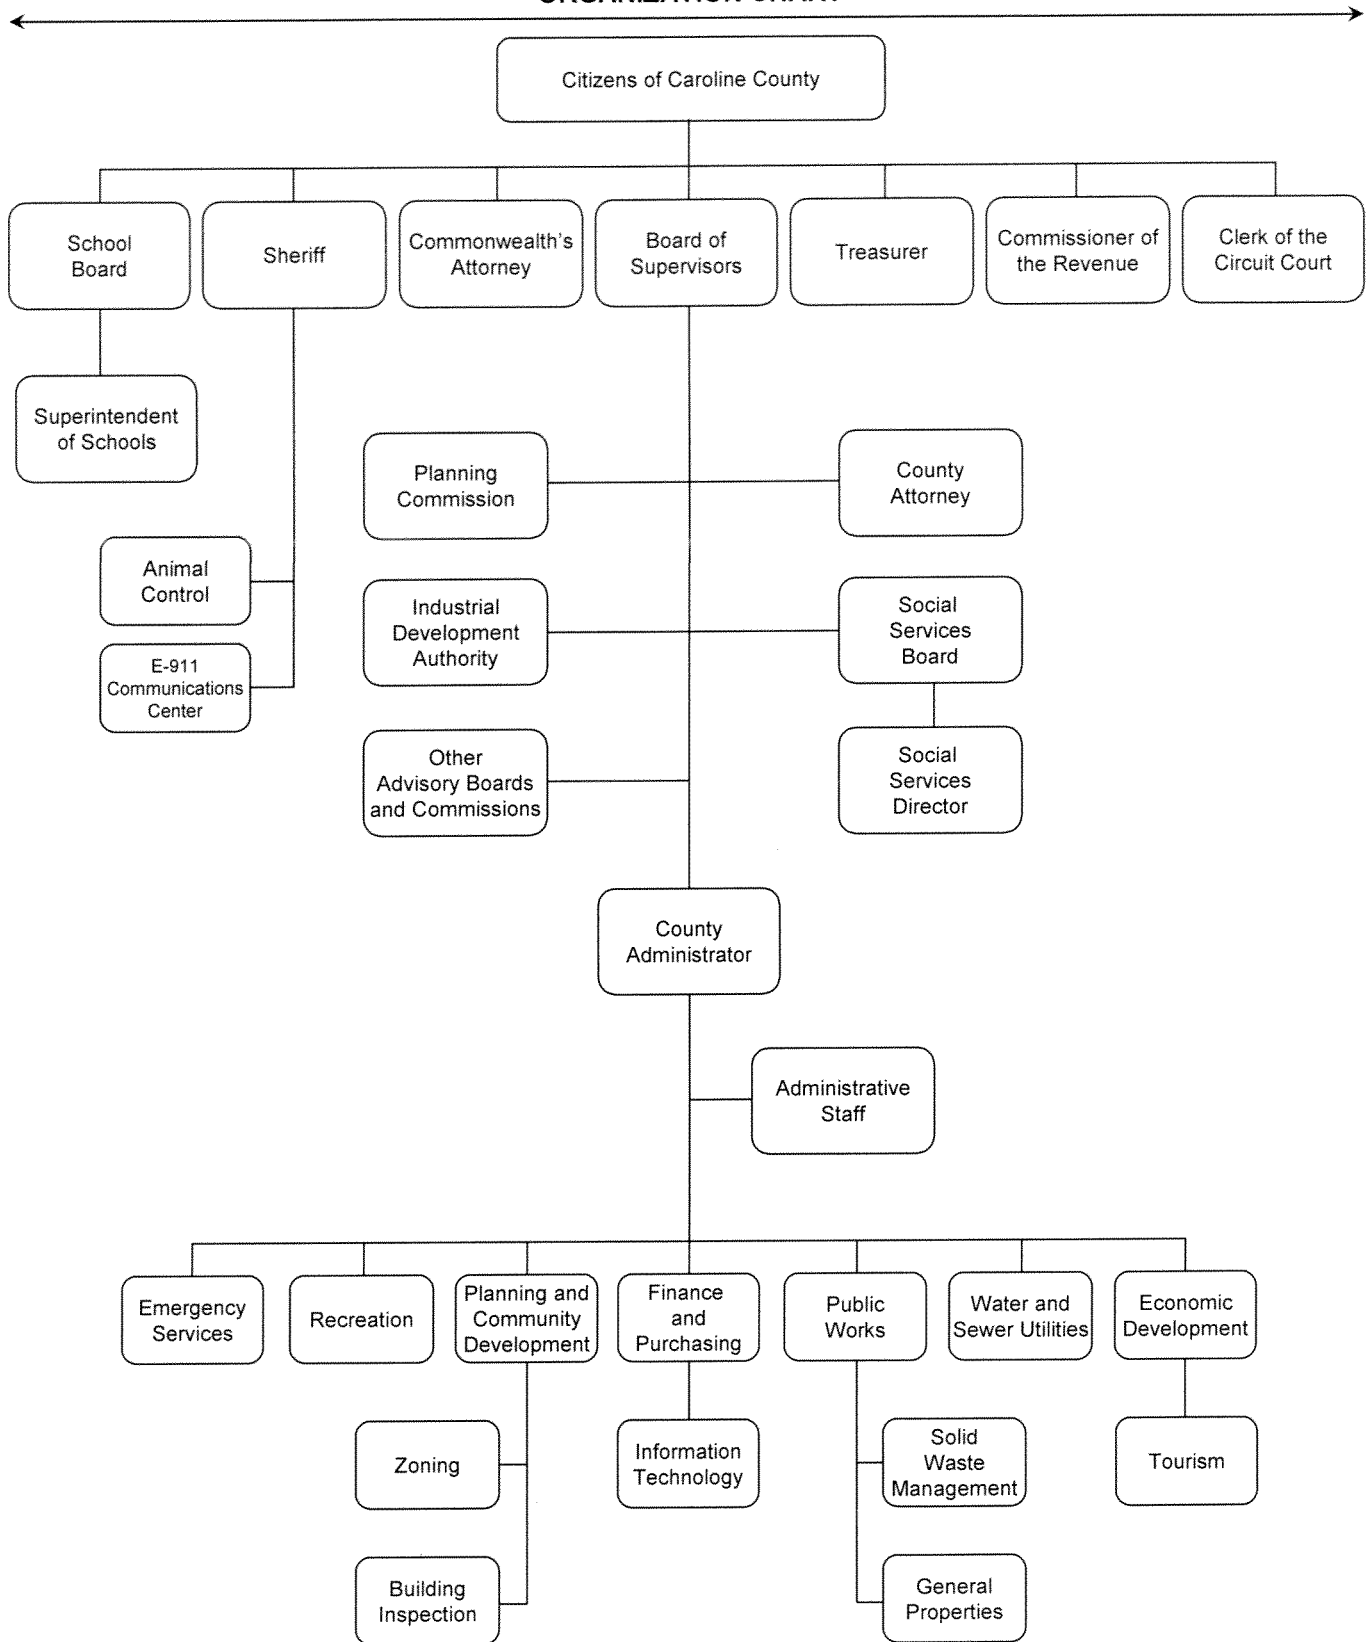 Citizens of Caroline County
School
Board
Sheriff
Commonwealth's
Attorney
Board of
Supervisors
Treasurer
Commissioner of
the Revenue
Clerk of the
Circuit Court
Superintendent
of Schools
Planning
Commission
County
Attorney
Animal
Control
Industrial
Development
Authority
Social
Services
Board
E-911
Communications
Center
Other
Advisory Boards
and Commissions
Social
Services
Director
County
Administrator
Administrative
Staff
Emergency
Services
Recreation
Planning and
Community
Development
Finance
and
Purchasing
Public
Works
Water and
Sewer Utilities
Economic
Development
Zoning
Information
Technology
Solid
Waste
Management
Tourism
Building
Inspection
General
Properties